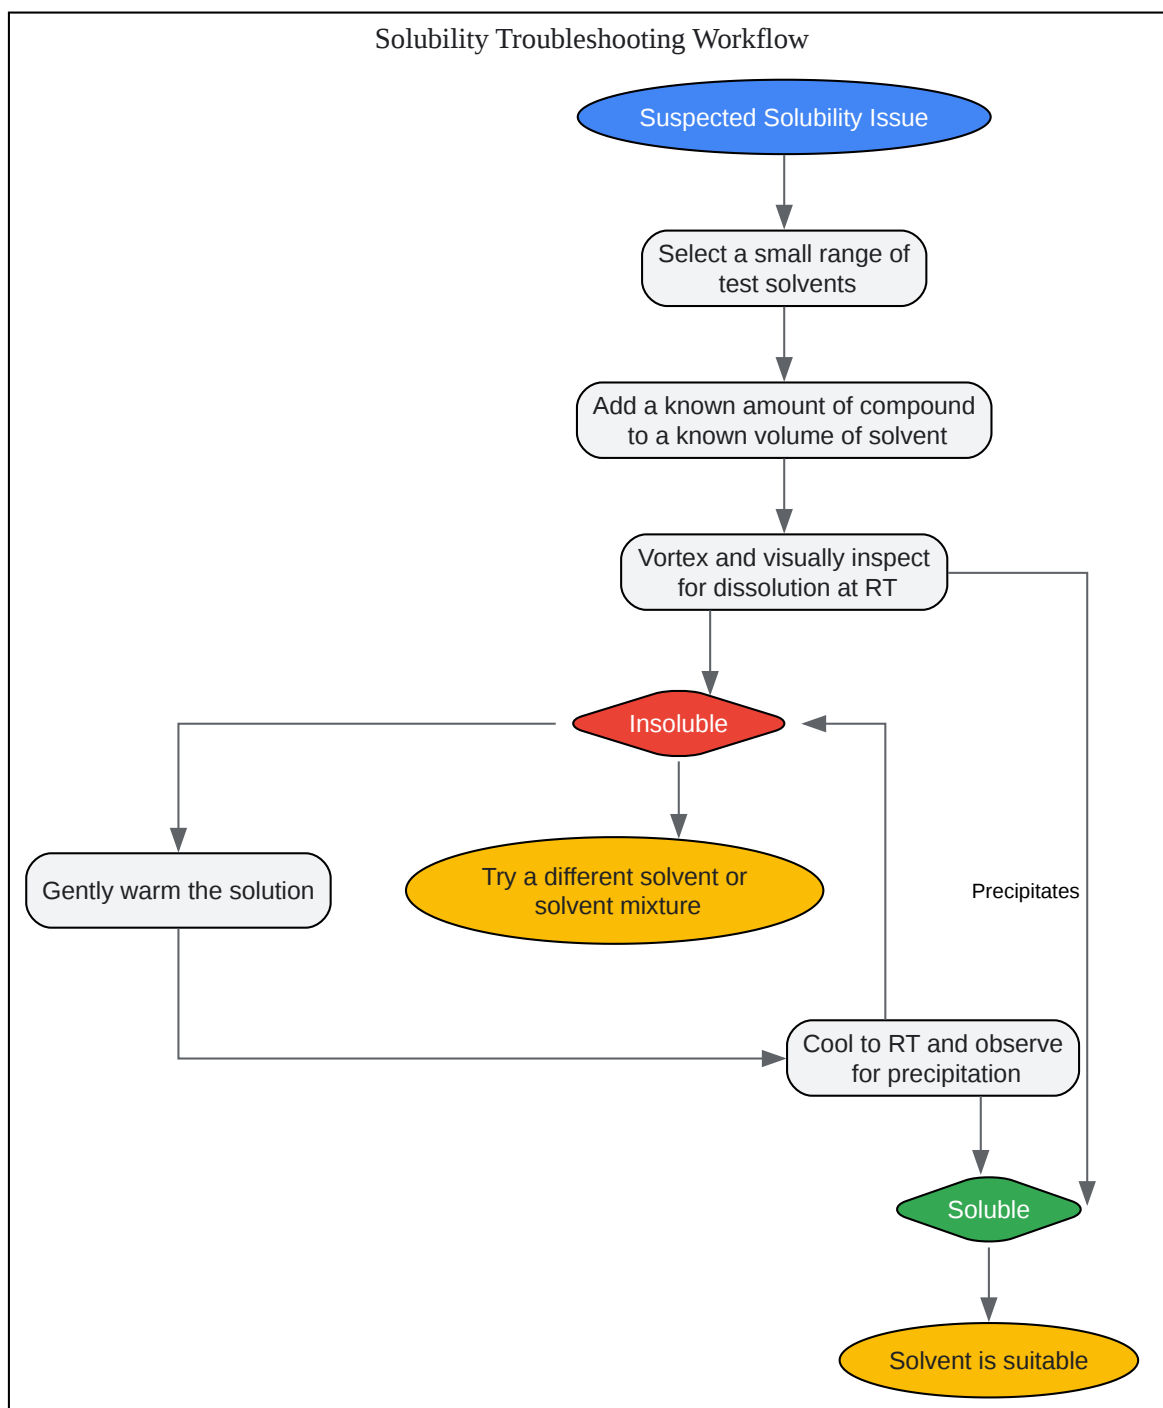 Solubility Troubleshooting Workflow
Suspected Solubility Issue
Select a small range of
test solvents
Add a known amount of compound
to a known volume of solvent
Vortex and visually inspect
for dissolution at RT
Insoluble
Gently warm the solution
Try a different solvent or
solvent mixture
Precipitates
Cool to RT and observe
for precipitation
Soluble
Solvent is suitable